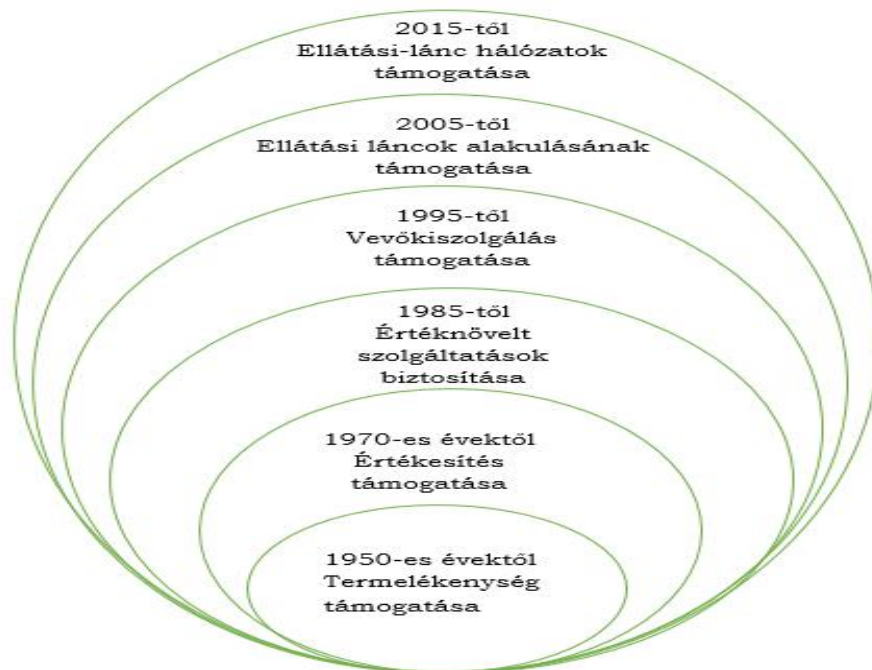 2015-től
Ellátási-lánc hálózatok
támogatása
2005-től
Ellátási láncok alakulásának
támogatása
1995-től
Vevőkiszolgálás
támogatása
1985-től
Értéknövelt
szolgáltatások
biztosítása
1970-es évektől
Értékesítés
támogatása
1950-es évektől
Termelékenység
támogatása